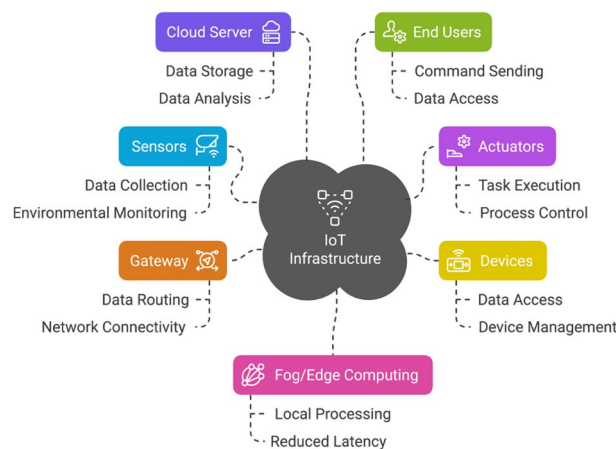 Cloud Server
Data Storage
Data Analysis
End Users
Command Sending
Data Access
Sensors
Data Collection
Environmental Monitoring
Actuators
Task Execution
Process Control
IoT
Infrastructure
Gateway
Data Routing
Network Connectivity
Devices
Data Access
Device Management
Fog/Edge Computing
Local Processing
Reduced Latency